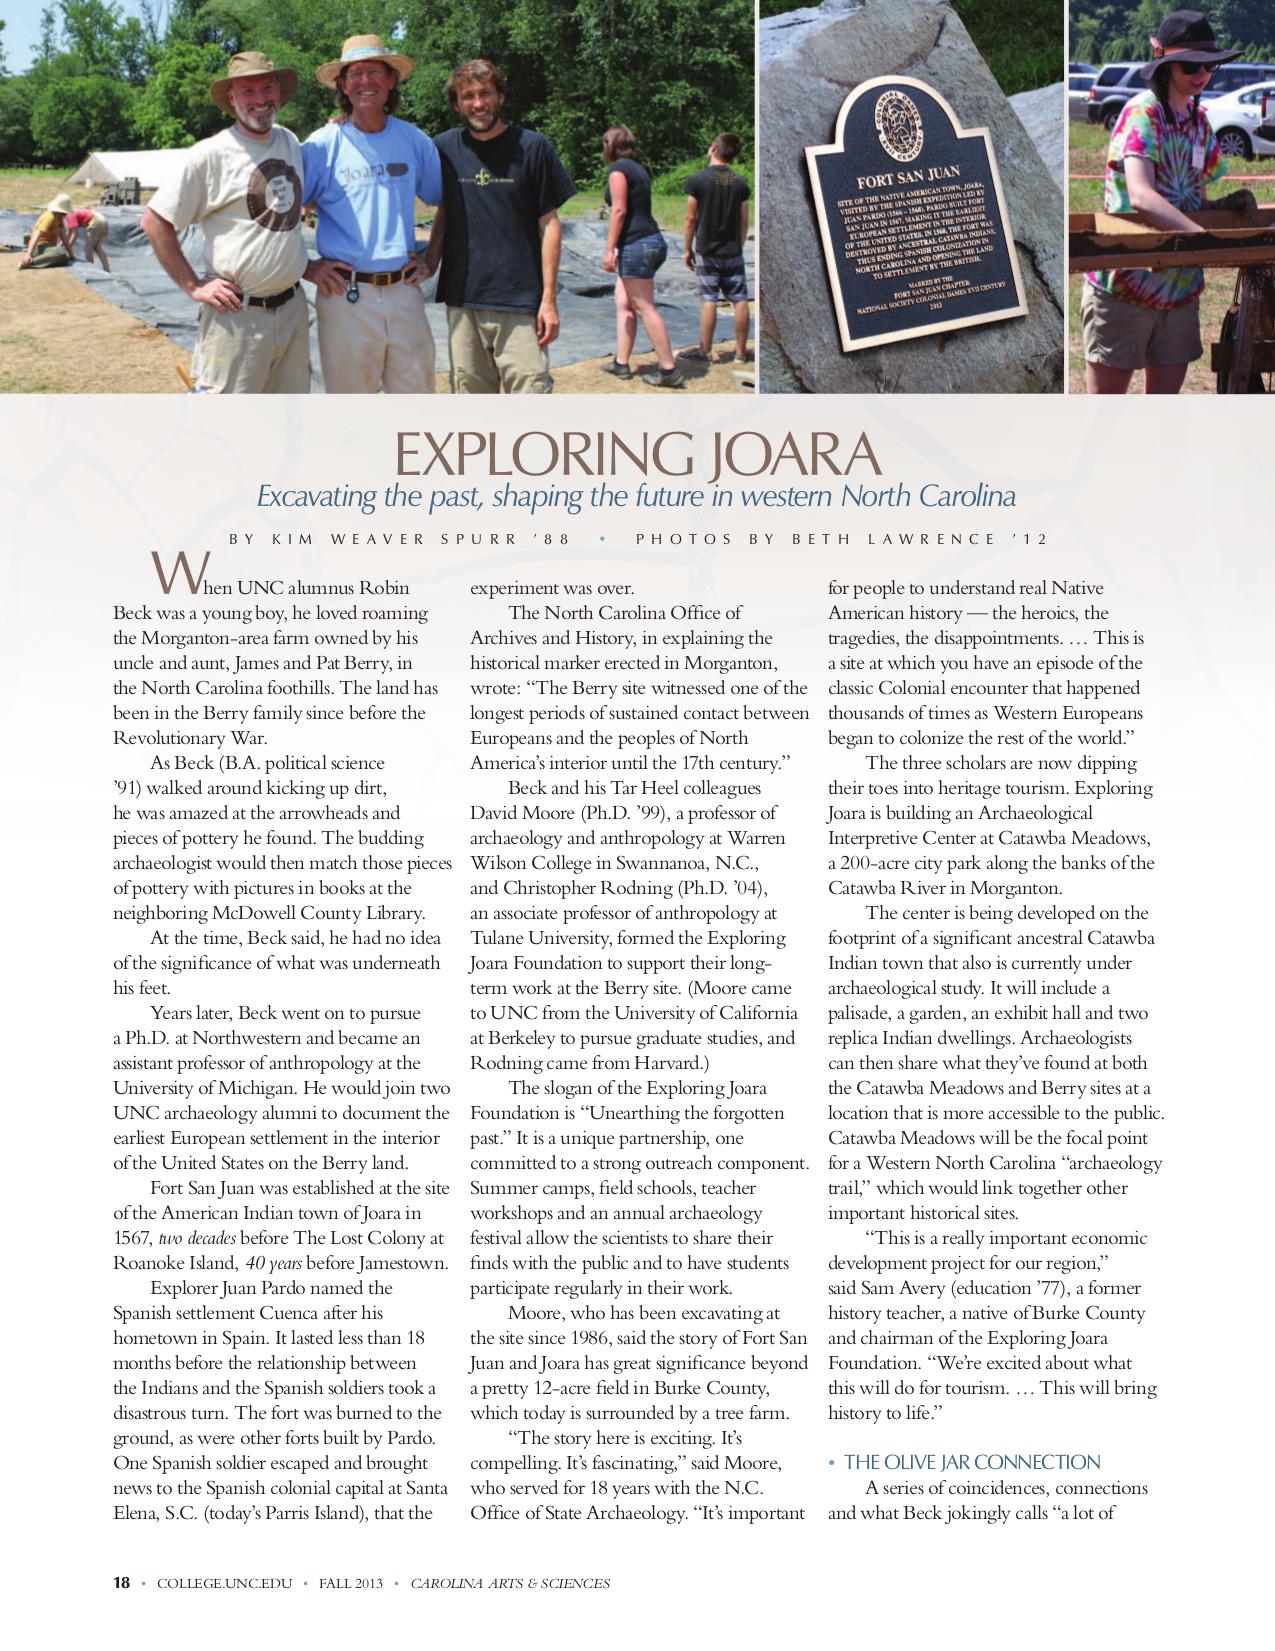 COLONIAL DAMES
XVII CENTURY
FORT SAN JUAN
SITE OF THE NATIVE AMERICAN TOWN, JOARA,
VISITED BY THE SPANISH EXPEDITION LED BY
JUAN PARDO (1566 – 1568). PARDO BUILT FORT
SAN JUAN IN 1567, MAKING IT THE EARLIEST
EUROPEAN SETTLEMENT IN THE INTERIOR
OF THE UNITED STATES. IN 1568, THE FORT WAS
DESTROYED BY ANCESTRAL CATAWBA INDIANS,
THUS ENDING SPANISH COLONIZATION IN
NORTH CAROLINA AND OPENING THE LAND
TO SETTLEMENT BY THE BRITISH.
MARKED BY THE
FORT SAN JUAN CHAPTER
NATIONAL SOCIETY COLONIAL DAMES XVII CENTURY
2012
Joara
EXPLORING JOARA
Excavating the past, shaping the future in western North Carolina
BY KIM WEAVER SPURR ’88 • PHOTOS BY BETH LAWRENCE ’12
When UNC alumnus Robin
Beck was a young boy, he loved roaming
the Morganton-area farm owned by his
uncle and aunt, James and Pat Berry, in
the North Carolina foothills. The land has
been in the Berry family since before the
Revolutionary War.
As Beck (B.A. political science
’91) walked around kicking up dirt,
he was amazed at the arrowheads and
pieces of pottery he found. The budding
archaeologist would then match those pieces
of pottery with pictures in books at the
neighboring McDowell County Library.
At the time, Beck said, he had no idea
of the significance of what was underneath
his feet.
Years later, Beck went on to pursue
a Ph.D. at Northwestern and became an
assistant professor of anthropology at the
University of Michigan. He would join two
UNC archaeology alumni to document the
earliest European settlement in the interior
of the United States on the Berry land.
Fort San Juan was established at the site
of the American Indian town of Joara in
1567, two decades before The Lost Colony at
Roanoke Island, 40 years before Jamestown.
Explorer Juan Pardo named the
Spanish settlement Cuenca after his
hometown in Spain. It lasted less than 18
months before the relationship between
the Indians and the Spanish soldiers took a
disastrous turn. The fort was burned to the
ground, as were other forts built by Pardo.
One Spanish soldier escaped and brought
news to the Spanish colonial capital at Santa
Elena, S.C. (today’s Parris Island), that the
experiment was over.
The North Carolina Office of
Archives and History, in explaining the
historical marker erected in Morganton,
wrote: “The Berry site witnessed one of the
longest periods of sustained contact between
Europeans and the peoples of North
America’s interior until the 17th century.”
Beck and his Tar Heel colleagues
David Moore (Ph.D. ’99), a professor of
archaeology and anthropology at Warren
Wilson College in Swannanoa, N.C.,
and Christopher Rodning (Ph.D. ’04),
an associate professor of anthropology at
Tulane University, formed the Exploring
Joara Foundation to support their long-
term work at the Berry site. (Moore came
to UNC from the University of California
at Berkeley to pursue graduate studies, and
Rodning came from Harvard.)
The slogan of the Exploring Joara
Foundation is “Unearthing the forgotten
past.” It is a unique partnership, one
committed to a strong outreach component.
Summer camps, field schools, teacher
workshops and an annual archaeology
festival allow the scientists to share their
finds with the public and to have students
participate regularly in their work.
Moore, who has been excavating at
the site since 1986, said the story of Fort San
Juan and Joara has great significance beyond
a pretty 12-acre field in Burke County,
which today is surrounded by a tree farm.
“The story here is exciting. It’s
compelling. It’s fascinating,” said Moore,
who served for 18 years with the N.C.
Office of State Archaeology. “It’s important
for people to understand real Native
American history — the heroics, the
tragedies, the disappointments. … This is
a site at which you have an episode of the
classic Colonial encounter that happened
thousands of times as Western Europeans
began to colonize the rest of the world.”
The three scholars are now dipping
their toes into heritage tourism. Exploring
Joara is building an Archaeological
Interpretive Center at Catawba Meadows,
a 200-acre city park along the banks of the
Catawba River in Morganton.
The center is being developed on the
footprint of a significant ancestral Catawba
Indian town that also is currently under
archaeological study. It will include a
palisade, a garden, an exhibit hall and two
replica Indian dwellings. Archaeologists
can then share what they’ve found at both
the Catawba Meadows and Berry sites at a
location that is more accessible to the public.
Catawba Meadows will be the focal point
for a Western North Carolina “archaeology
trail,” which would link together other
important historical sites.
“This is a really important economic
development project for our region,”
said Sam Avery (education ’77), a former
history teacher, a native of Burke County
and chairman of the Exploring Joara
Foundation. “We’re excited about what
this will do for tourism. … This will bring
history to life.”
• THE OLIVE JAR CONNECTION
A series of coincidences, connections
and what Beck jokingly calls “a lot of
18 • COLLEGE.UNC.EDU • FALL 2013 • CAROLINA ARTS & SCIENCES